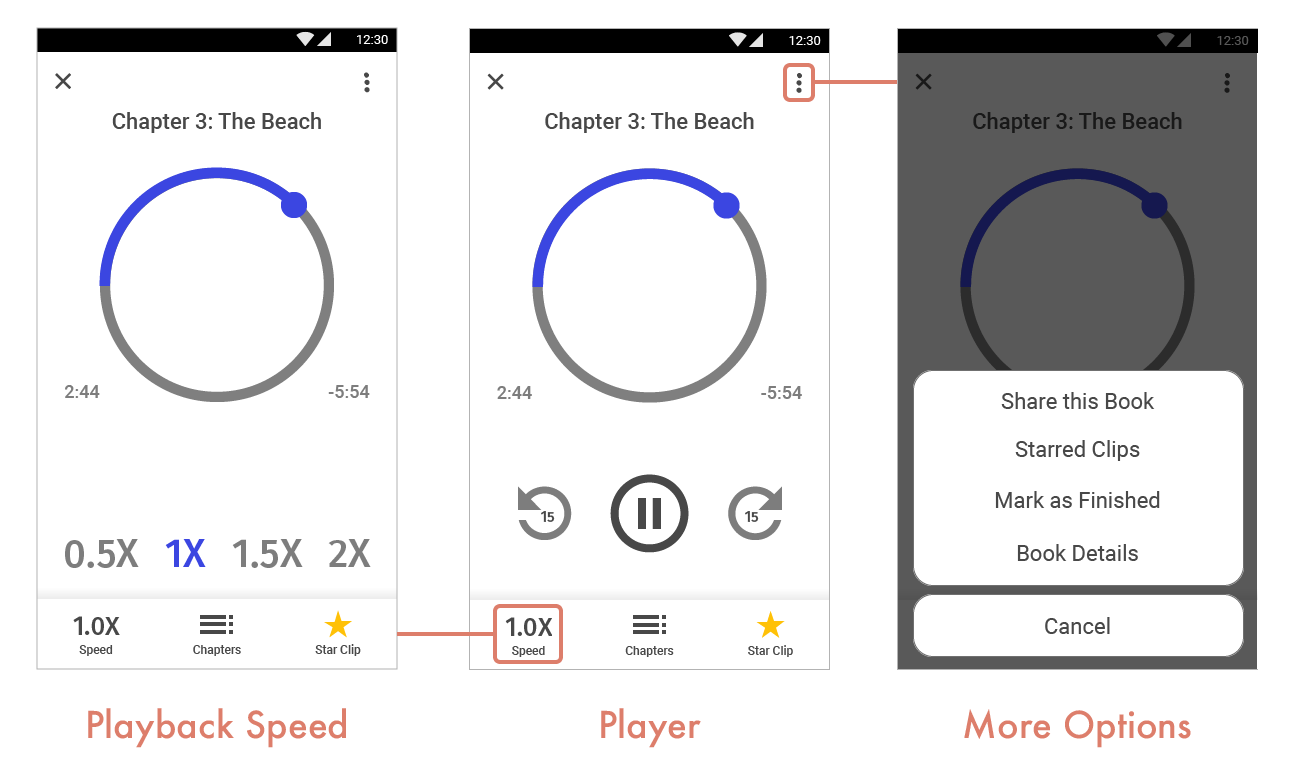 12:30
Chapter 3: The Beach
2:44 -5:54
0.5X 1X 1.5X 2X
1.0X
Speed Chapters Star Clip
Playback Speed
12:30
Chapter 3: The Beach
2:44 -5:54
15 15
1.0X
Speed Chapters Star Clip
Player
12:30
Chapter 3: The Beach
Share this Book
Starred Clips
Mark as Finished
Book Details
Cancel
More Options